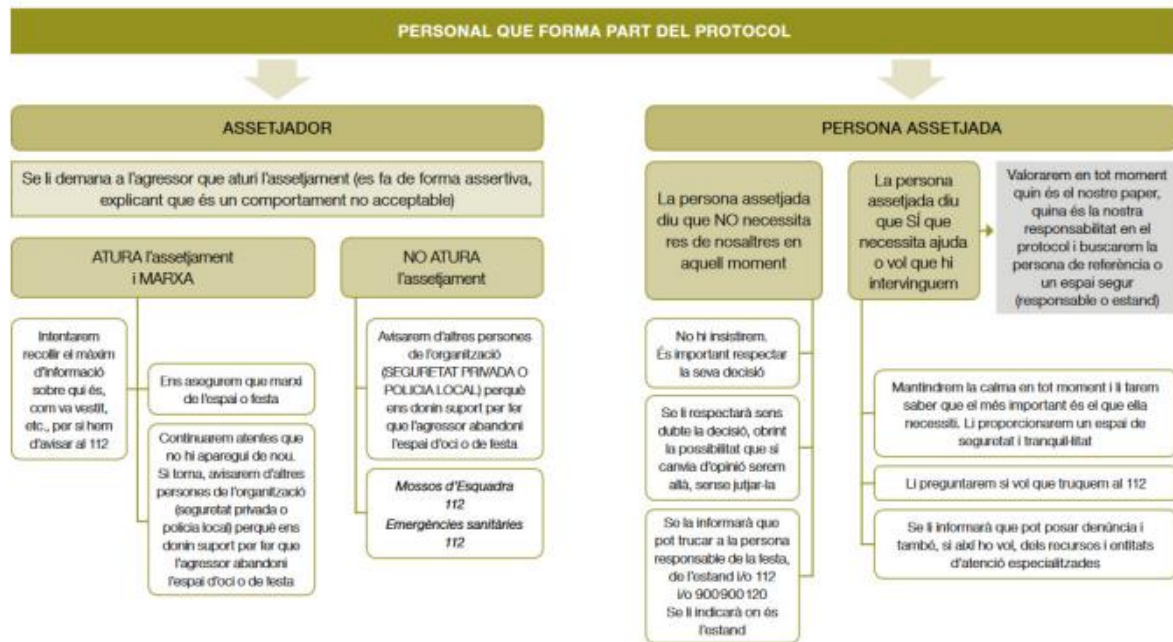 PERSONAL QUE FORMA PART DEL PROTOCOL
ASSETJADOR
Se li demana a l'agressor que aturi l'assetjament (es fa de forma assertiva,
explicant que és un comportament no acceptable)
ATURA l'assetjament
i MARXA
Intentarem
recollir el màxim
d'informació
sobre qui és,
com va vestit,
etc., per si hem
d'avisar al 112
Ens asegurem que marxi
de l'espai o festa
Continuarem atentes que
no hi aparegui de nou.
Si torna, avisarem d'altres
persones de l'organització
(seguretat privada o
policia local) perquè ens
donin suport per fer que
l'agressor abandoni
l'espai d'oci o de festa
NO ATURA
l'assetjament
Avisarem d'altres persones
de l'organització
(SEGURETAT PRIVADA O
POLICIA LOCAL) perquè
ens donin suport per fer
que l'agressor abandoni
l'espai d'oci o de festa
Mossos d'Esquadra
112
Emergències sanitàries
112
PERSONA ASSETJADA
La persona assetjada
diu que NO necessita
res de nosaltres en
aquell moment
No hi insistirem.
És important respectar
la seva decisió
Se li respectarà sens
dubte la decisió, obrint
la possibilitat que si
canvia d'opinió serem
allà, sense jutjar-la
Se la informarà que
pot trucar a la persona
responsable de la festa,
de l'estand i/o 112
i/o 900900120
Se li indicarà on és
l'estand
La persona
assetjada diu
que SÍ que
necessita ajuda
o vol que hi
intervinguem
Valorarem en tot moment
quin és el nostre paper,
quina és la nostra
responsabilitat en el
protocol i buscarem la
persona de referència o
un espai segur
(responsable o estand)
Mantindrem la calma en tot moment i li farem
saber que el més important és el que ella
necessiti. Li proporcionarem un espai de
seguretat i tranquil·litat
Li preguntarem si vol que truquem al 112
Se li informarà que pot posar denúncia i
també, si així ho vol, dels recursos i entitats
d'atenció especialitzades